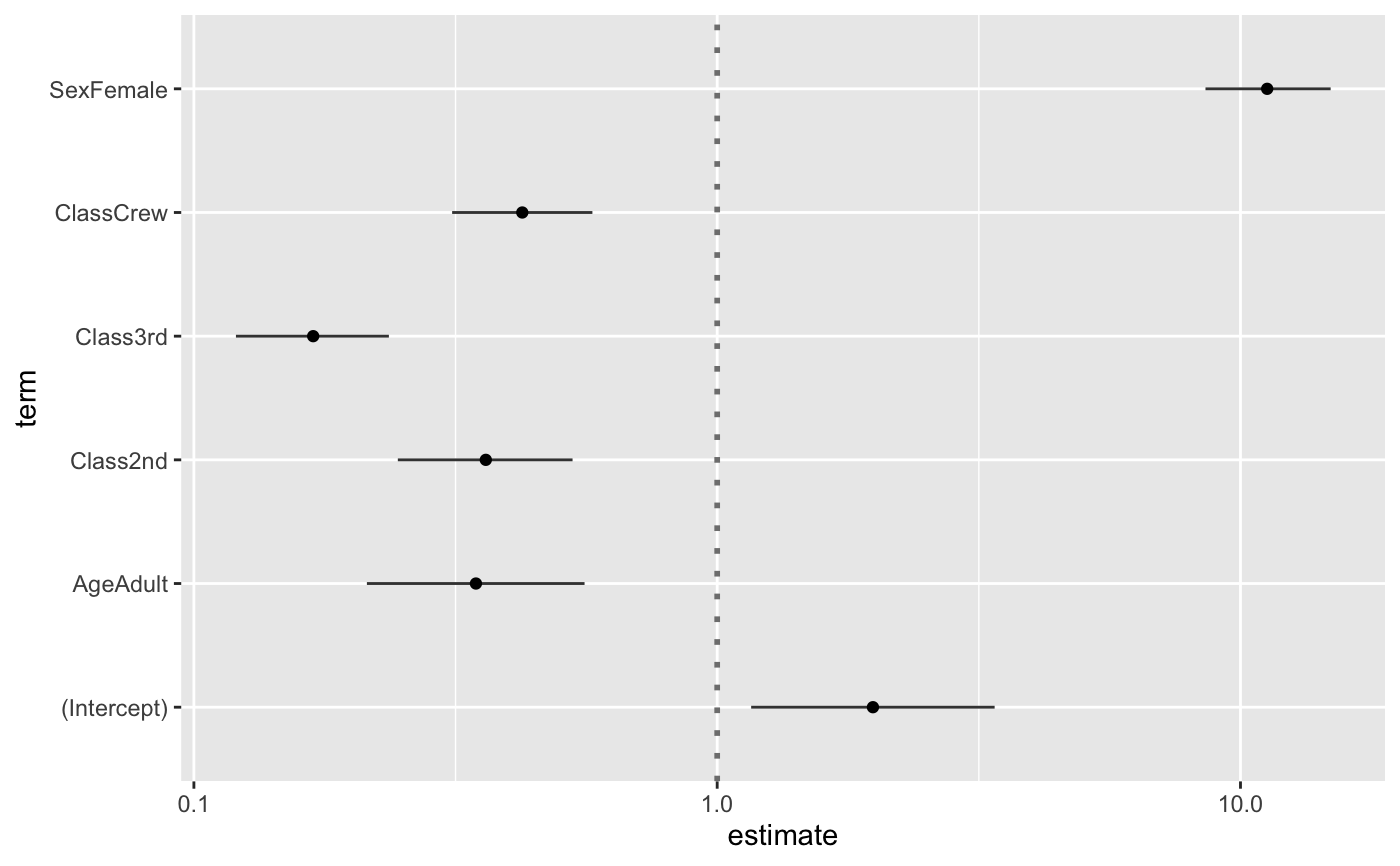 SexFemale
ClassCrew
Class3rd
Class2nd
AgeAdult
(Intercept)
term
0.1
1.0
10.0
estimate